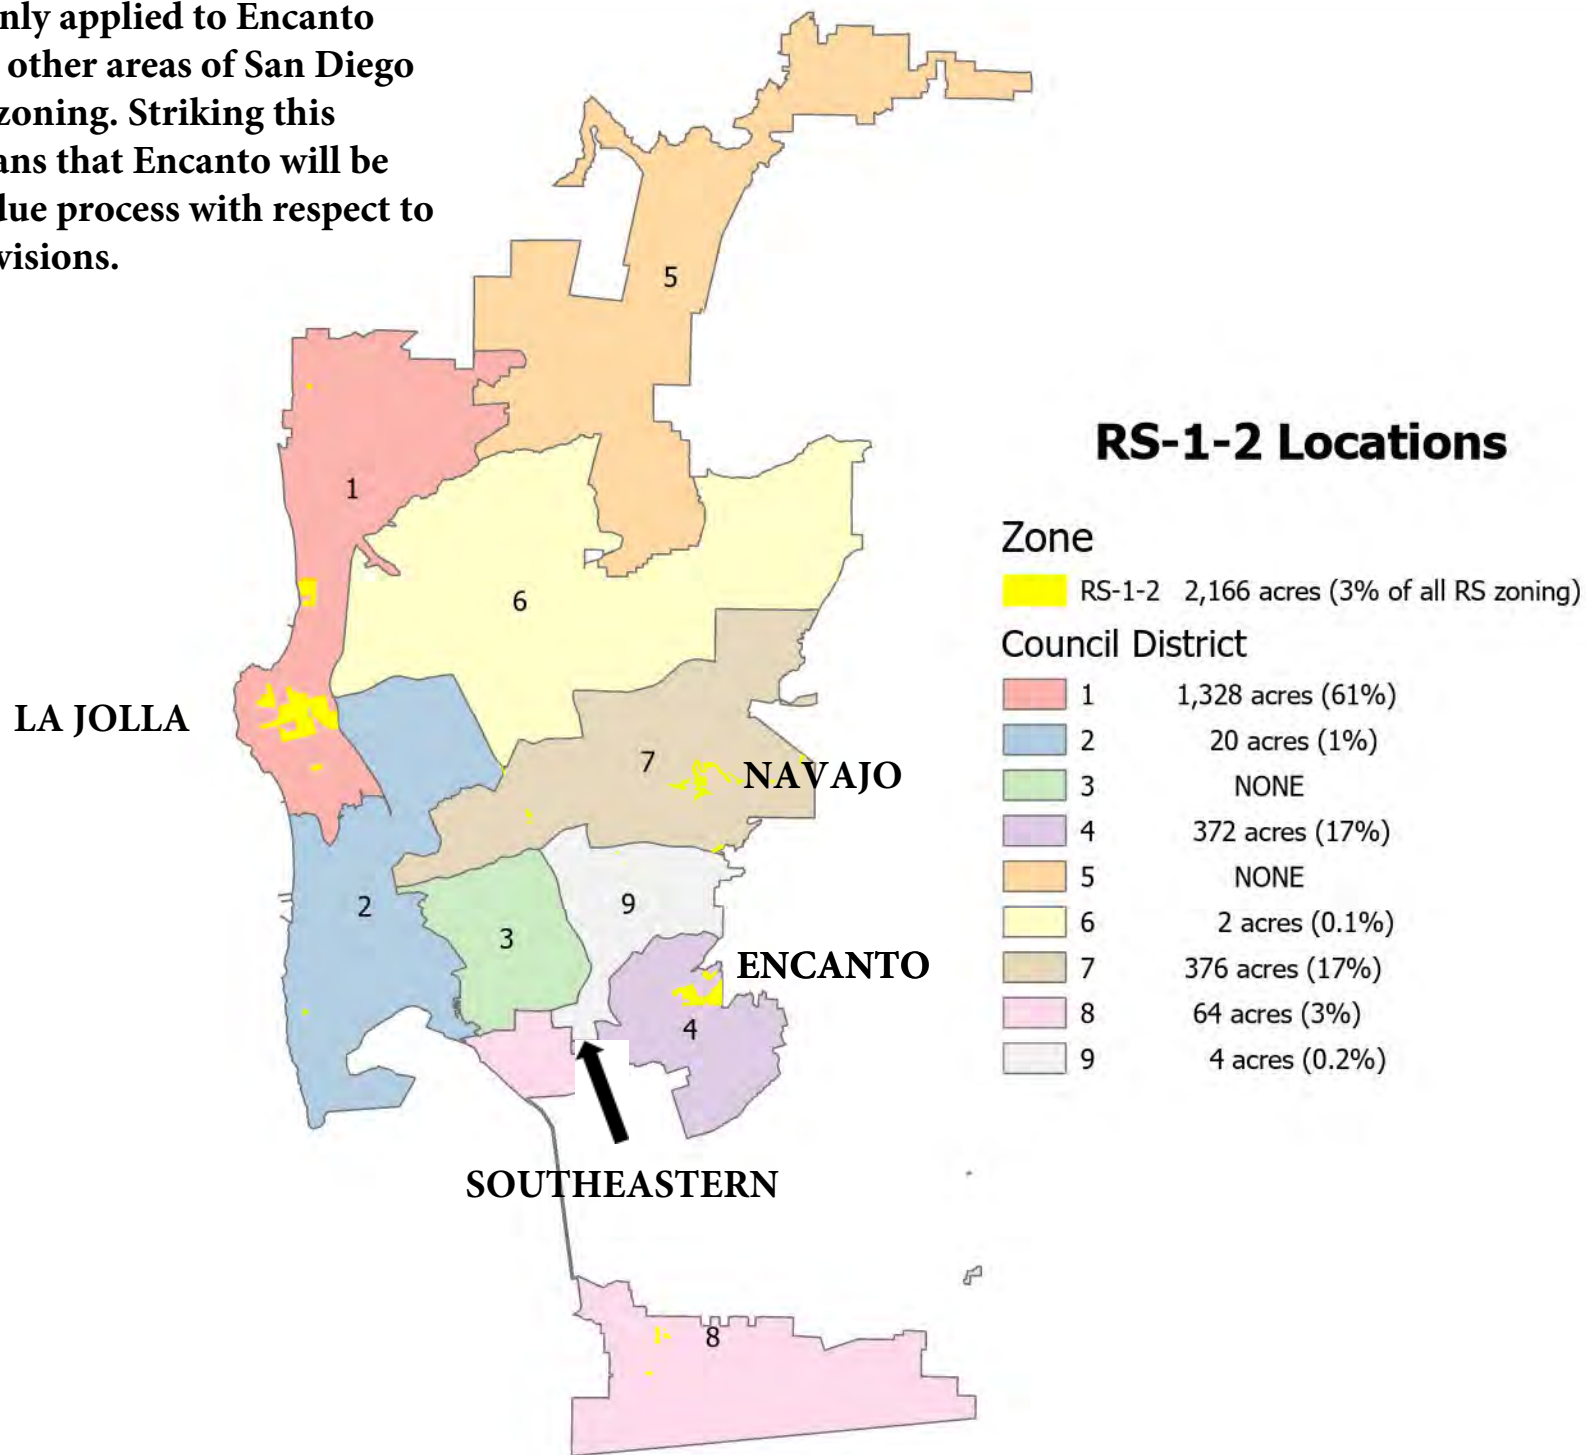 nly applied to Encanto
other areas of San Diego
zoning. Striking this
ans that Encanto will be
due process with respect to
visions.
5
1
6
LA JOLLA
7
NAVAJO
2
9
3
ENCANTO
4
SOUTHEASTERN
8
RS-1-2 Locations
Zone
RS-1-2 2,166 acres (3% of all RS zoning)
Council District
1 1,328 acres (61%)
2 20 acres (1%)
3 NONE
4 372 acres (17%)
5 NONE
6 2 acres (0.1%)
7 376 acres (17%)
8 64 acres (3%)
9 4 acres (0.2%)